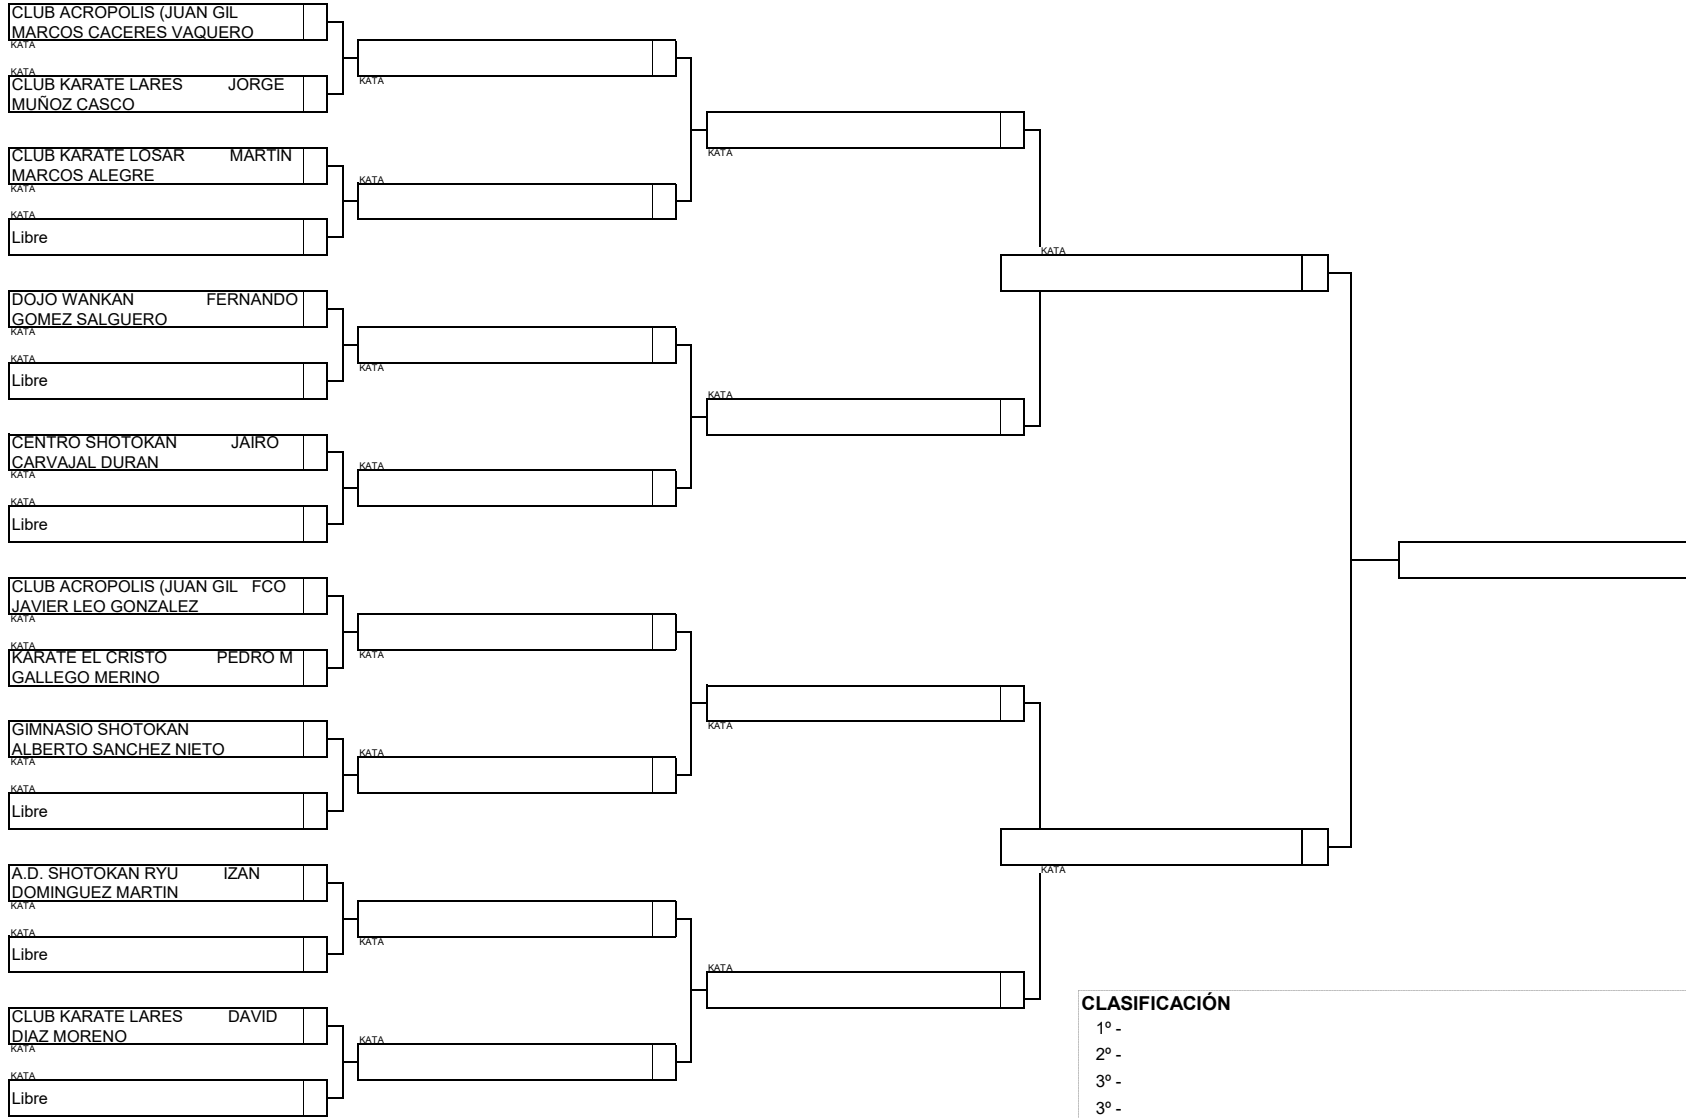 CLUB ACROPOLIS (JUAN GIL
MARCOS CACERES VAQUERO
KATA
KATA
CLUB KARATE LARES JORGE
MUÑOZ CASCO
CLUB KARATE LOSAR MARTIN
MARCOS ALEGRE
KATA
KATA
Libre
DOJO WANKAN FERNANDO
GOMEZ SALGUERO
KATA
KATA
Libre
CENTRO SHOTOKAN JAIRO
CARVAJAL DURAN
KATA
KATA
Libre
CLUB ACROPOLIS (JUAN GIL FCO
JAVIER LEO GONZALEZ
KATA
KATA
KARATE EL CRISTO PEDRO M
GALLEGO MERINO
GIMNASIO SHOTOKAN
ALBERTO SANCHEZ NIETO
KATA
KATA
Libre
A.D. SHOTOKAN RYU IZAN
DOMINGUEZ MARTIN
KATA
KATA
Libre
CLUB KARATE LARES DAVID
DIAZ MORENO
KATA
KATA
Libre
KATA
KATA
KATA
KATA
KATA
KATA
KATA
KATA
KATA
KATA
KATA
KATA
KATA
KATA
CLASIFICACIÓN
1º -
2º -
3º -
3º -